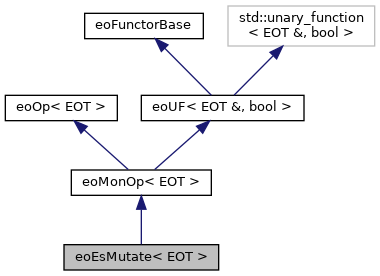 eoFunctorBase
std::unary_function
< EOT &, bool >
eoOp< EOT >
eoUF< EOT &, bool >
eoMonOp< EOT >
eoEsMutate< EOT >